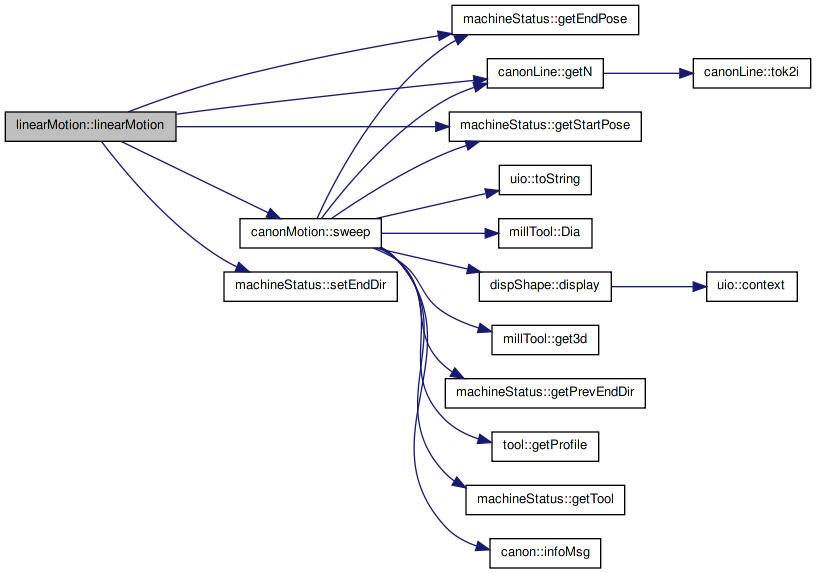 machineStatus::getEndPose
canonLine::getN
canonLine::tok2i
linearMotion::linearMotion
machineStatus::getStartPose
uio::toString
canonMotion::sweep
millTool::Dia
machineStatus::setEndDir
dispShape::display
uio::context
millTool::get3d
machineStatus::getPrevEndDir
tool::getProfile
machineStatus::getTool
canon::infoMsg